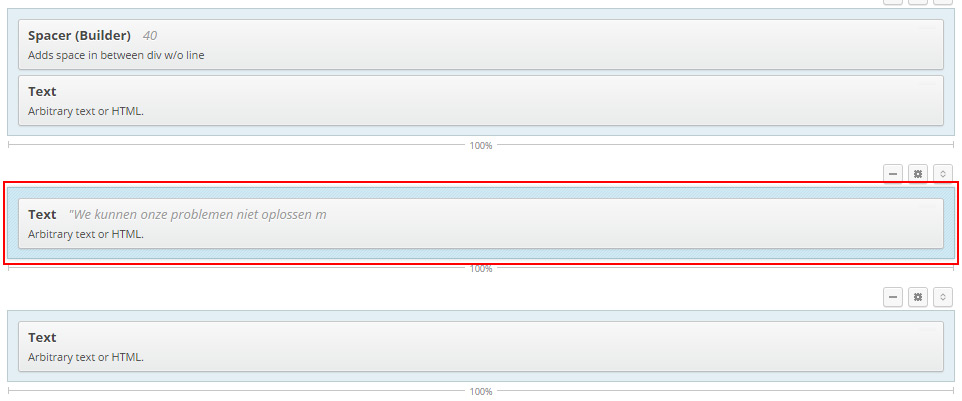 Spacer (Builder) 40
Adds space in between div w/o line
Text
Arbitrary text or HTML.
100%
Text "We kunnen onze problemen niet oplossen m
Arbitrary text or HTML.
100%
Text
Arbitrary text or HTML.
100%